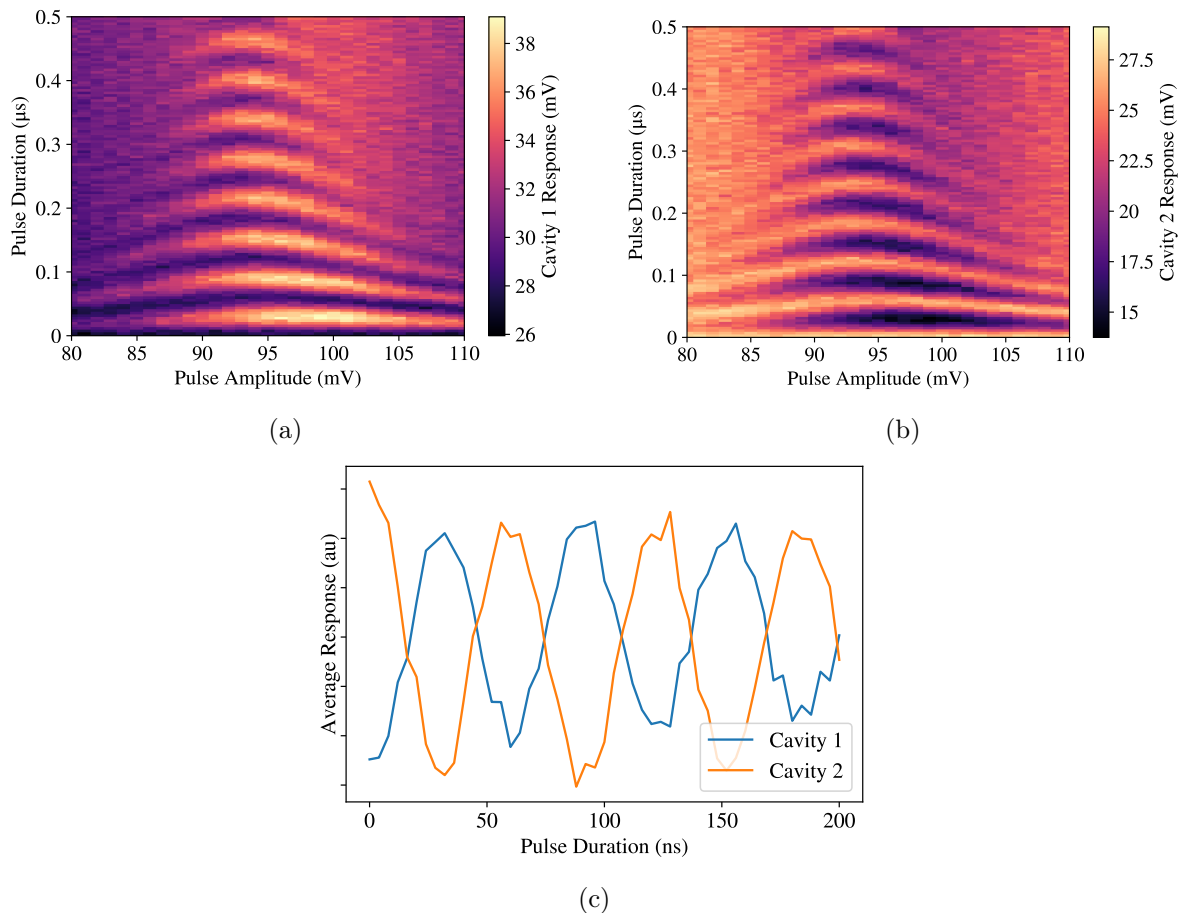 0.5
0.4
0.3
0.2
0.1
0
80 85 90 95 100 105 110
Pulse Duration (μs)
Pulse Amplitude (mV)
38
36
34
32
30
28
26
Cavity 1 Response (mV)
(a)
0.5
0.4
0.3
0.2
0.1
0
80 85 90 95 100 105 110
Pulse Duration (μs)
Pulse Amplitude (mV)
27.5
25
22.5
20
17.5
15
Cavity 2 Response (mV)
(b)
Average Response (au)
Cavity 1
Cavity 2
0 50 100 150 200
Pulse Duration (ns)
(c)